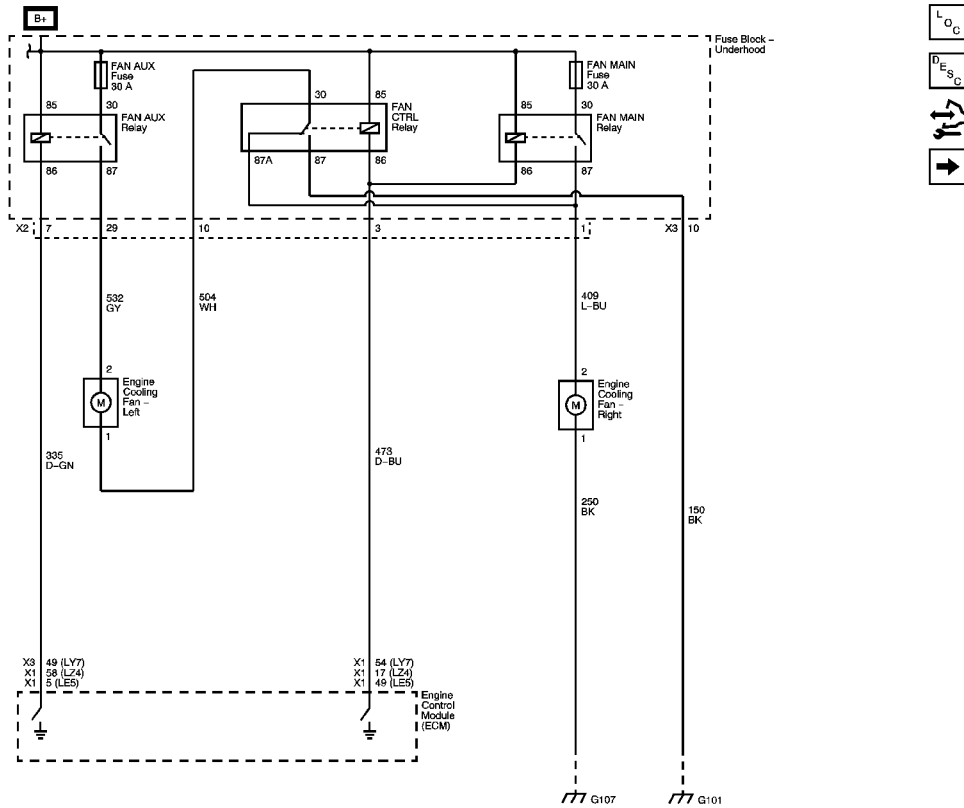 B+
Fuse Block –
Underhood
L
O
C
FAN AUX
Fuse
30 A
FAN MAIN
Fuse
30 A
D
E
S
C
85
30
30
85
85
30
FAN AUX
Relay
FAN
CTRL
Relay
FAN MAIN
Relay
86
87
87A
87
86
86
87
X2
7
29
10
3
1
X3
10
532
GY
504
WH
409
L–BU
2
2
Engine
Cooling
Fan –
Left
M
Engine
Cooling
Fan –
Right
M
1
1
335
D–GN
473
D–BU
250
BK
150
BK
X3 49 (LY7)
X1 58 (LZ4)
X1 5 (LE5)
X1 54 (LY7)
X1 17 (LZ4)
X1 49 (LE5)
Engine
Control
Module
(ECM)
G107
G101